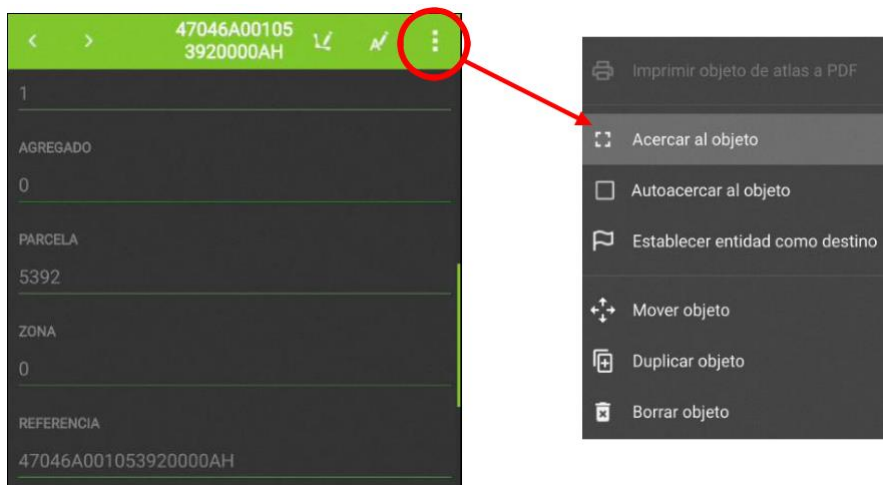 47046A00105
3920000AH
1
AGREGADO
0
PARCELA
5392
ZONA
0
REFERENCIA
47046A001053920000AH
Imprimir objeto de atlas a PDF
Acercar al objeto
Autoacercar al objeto
Establecer entidad como destino
Mover objeto
Duplicar objeto
Borrar objeto